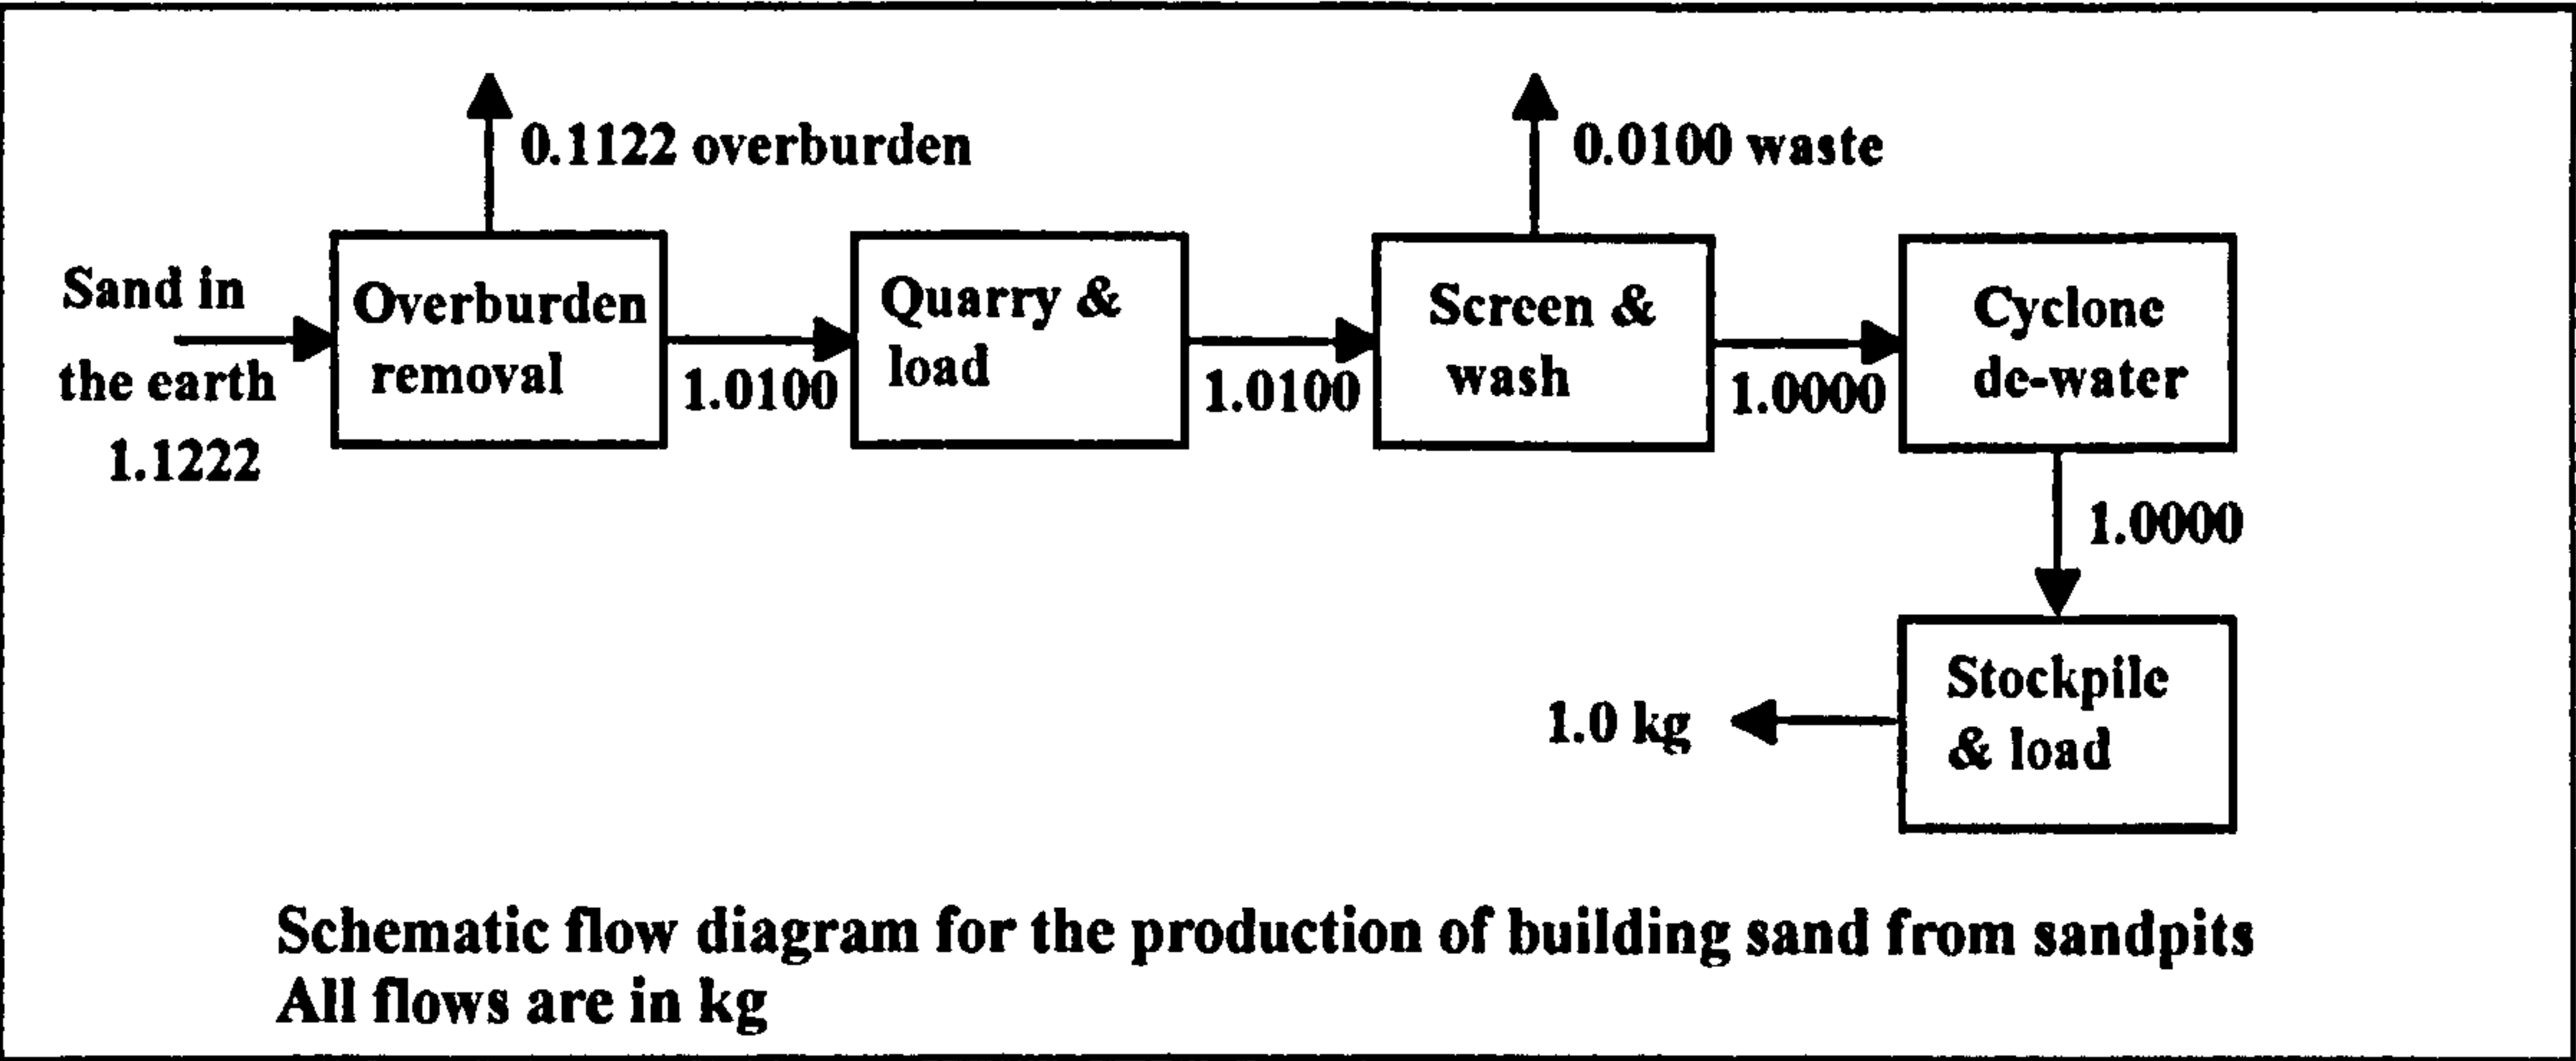 0.1122 overburden
0.0100 waste
Sand in
the earth
1.1222
Overburden
removal
1.0100
Quarry &
load
1.0100
Screen &
wash
1.0000
Cyclone
de-water
1.0000
Stockpile
& load
1.0 kg
Schematic flow diagram for the production of building sand from sandpits
All flows are in kg